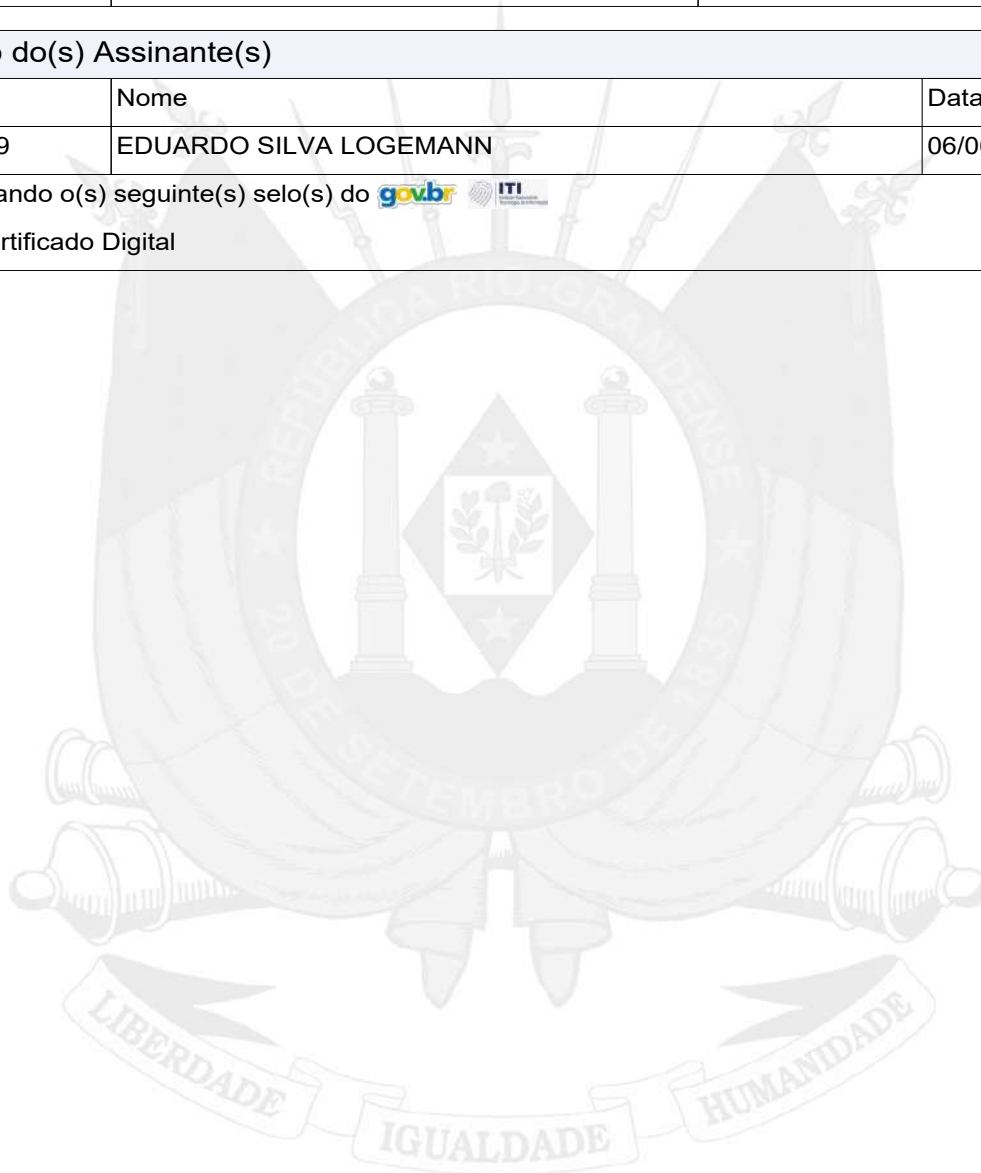 o do(s) Assinante(s)
Nome Data
9 EDUARDO SILVA LOGEMANN 06/0
ando o(s) seguinte(s) selo(s) do gov.br ITI
rtificado Digital
REPÚBLICA RIO-GRANDENSE
20 DE SETEMBRO DE 1835
LIBERDADE IGUALDADE HUMANIDADE